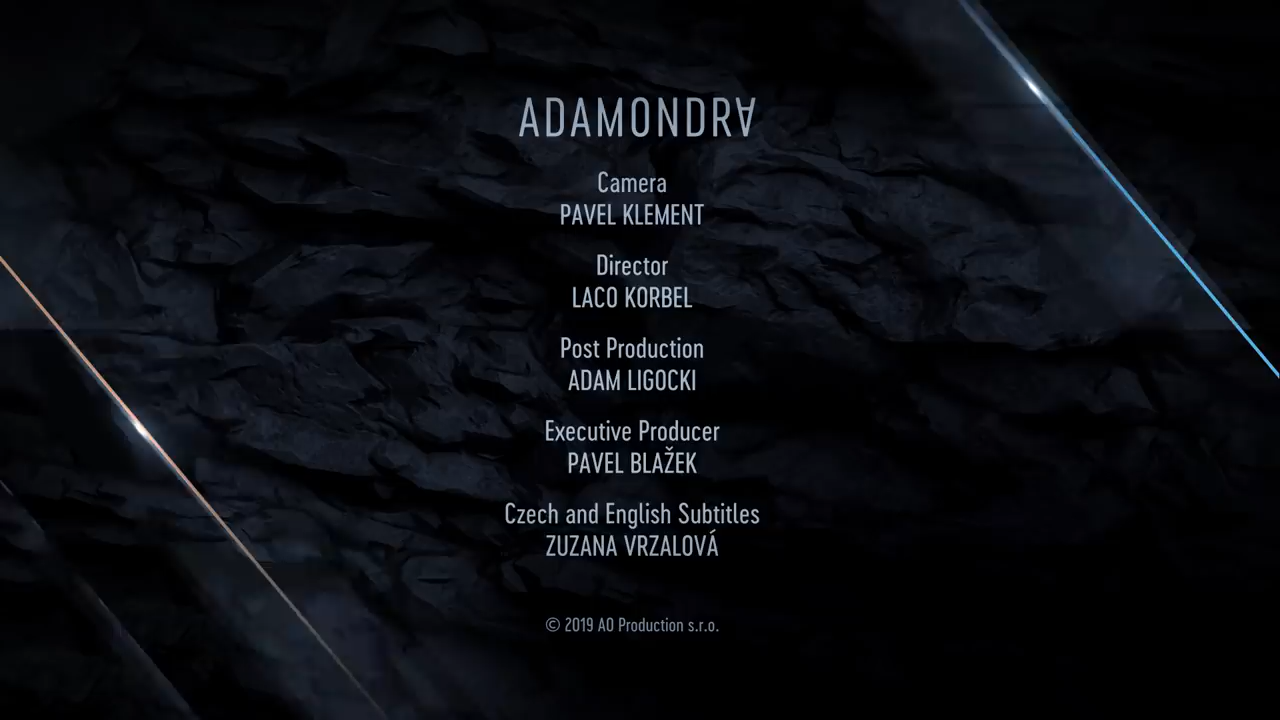 ADAMONDRA
Camera
PAVEL KLEMENT
Director
LACO KORBEL
Post Production
ADAM LIGOCKI
Executive Producer
PAVEL BLAŽEK
Czech and English Subtitles
ZUZANA VRZALOVÁ
© 2019 AO Production s.r.o.